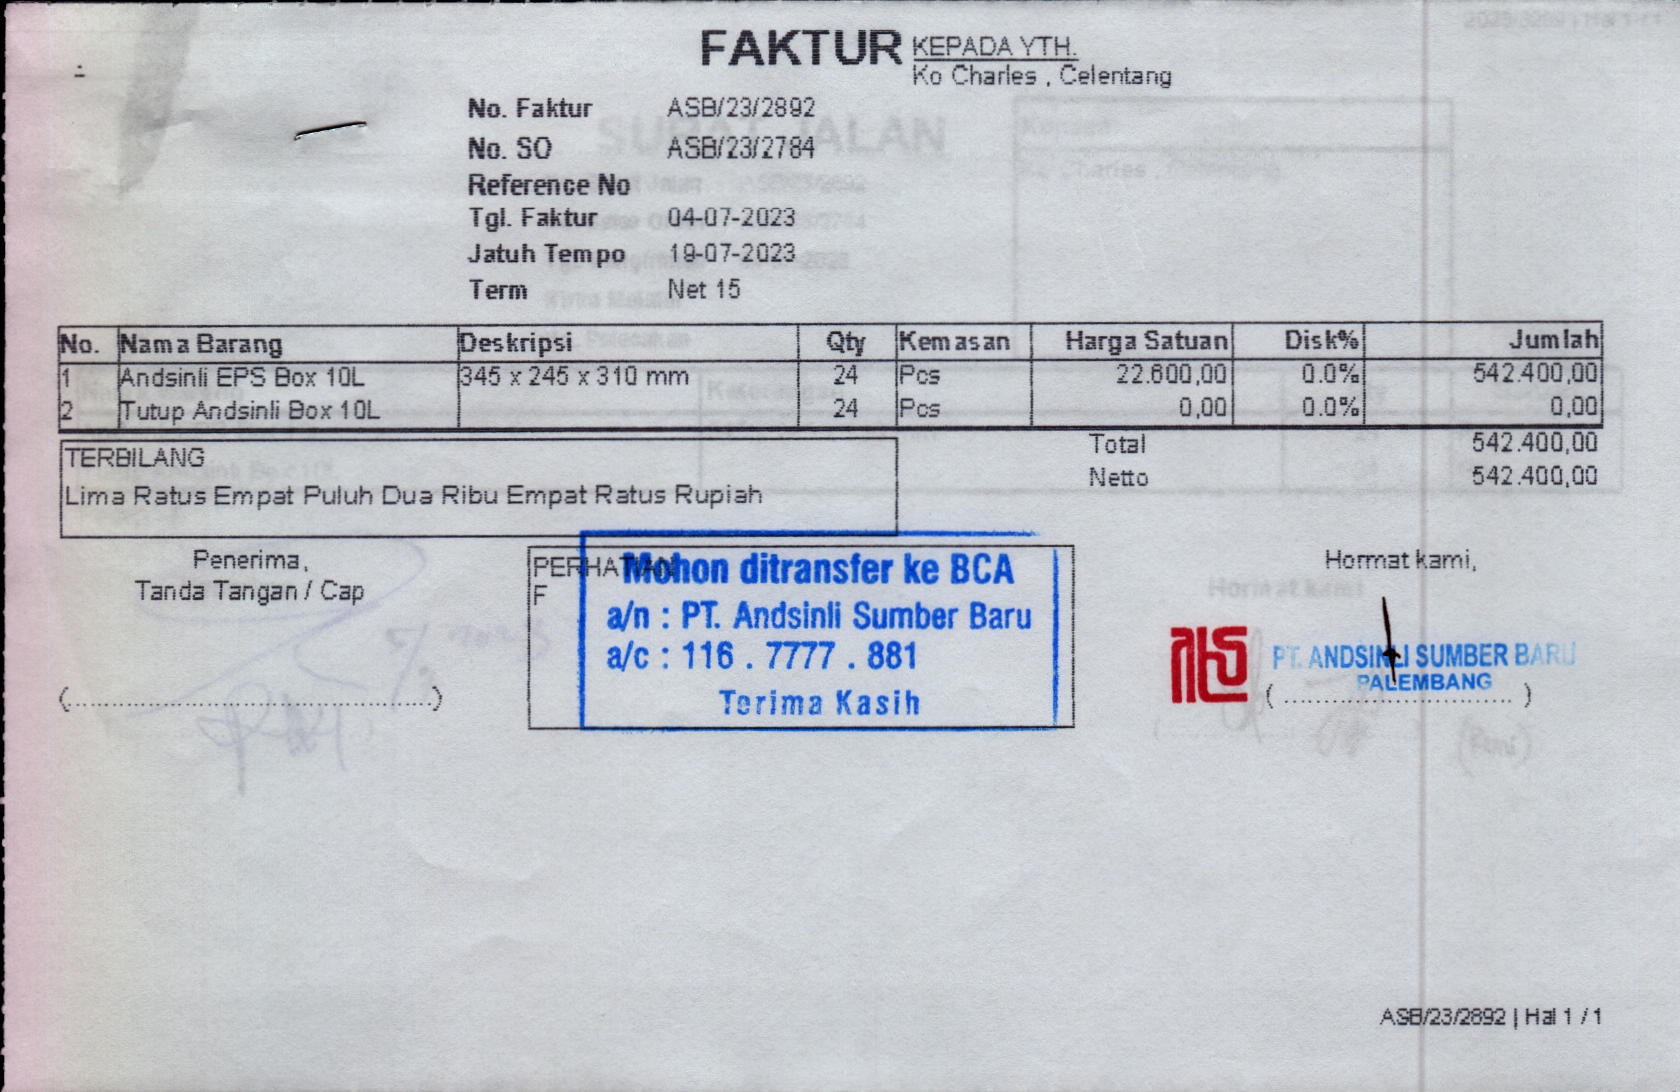 FAKTUR
KEPADA YTH.
Ko Charles , Celentang
No. Faktur ASB/23/2892
No. SO ASB/23/2784
Reference No
Tgl. Faktur 04-07-2023
Jatuh Tempo 19-07-2023
Term Net 15
No. Nama Barang Deskripsi Qty Kemasan Harga Satuan Disk% Jumlah
1 Andsinli EPS Box 10L 345 x 245 x 310 mm 24 Pcs 22.600,00 0.0% 542.400,00
2 Tutup Andsinli Box 10L 24 Pcs 0,00 0.0% 0,00
Total 542.400,00
Netto 542.400,00
TERBILANG
Lima Ratus Empat Puluh Dua Ribu Empat Ratus Rupiah
Penerima,
Tanda Tangan / Cap
(...........................................)
PERHATIAN
F
Mohon ditransfer ke BCA
a/n : PT. Andsinli Sumber Baru
a/c : 116 . 7777 . 881
Terima Kasih
Hormat kami,
PT. ANDSINLI SUMBER BARU
PALEMBANG
( ........................... )
ASB/23/2892 | Hal 1 / 1